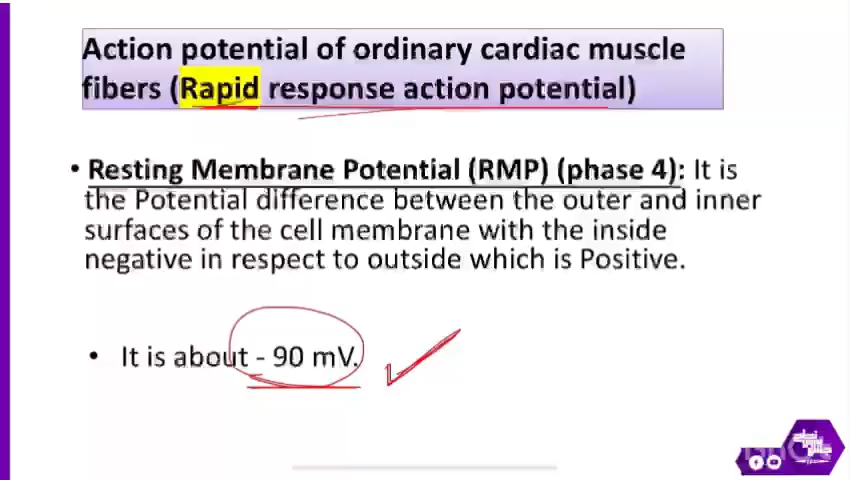 Action potential of ordinary cardiac muscle
fibers (Rapid response action potential)
• Resting Membrane Potential (RMP) (phase 4): It is
the Potential difference between the outer and inner
surfaces of the cell membrane with the inside
negative in respect to outside which is Positive.
• It is about - 90 mV.